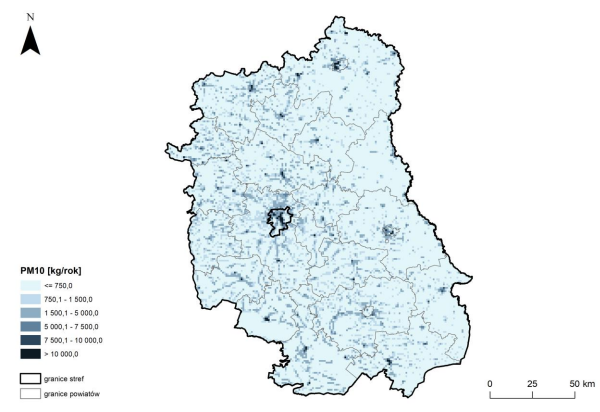 N
PM10 [kg/rok]
<= 750,0
750,1 - 1 500,0
1 500,1 - 5 000,0
5 000,1 - 7 500,0
7 500,1 - 10 000,0
> 10 000,0
granice stref
granice powiatów
0 25 50 km